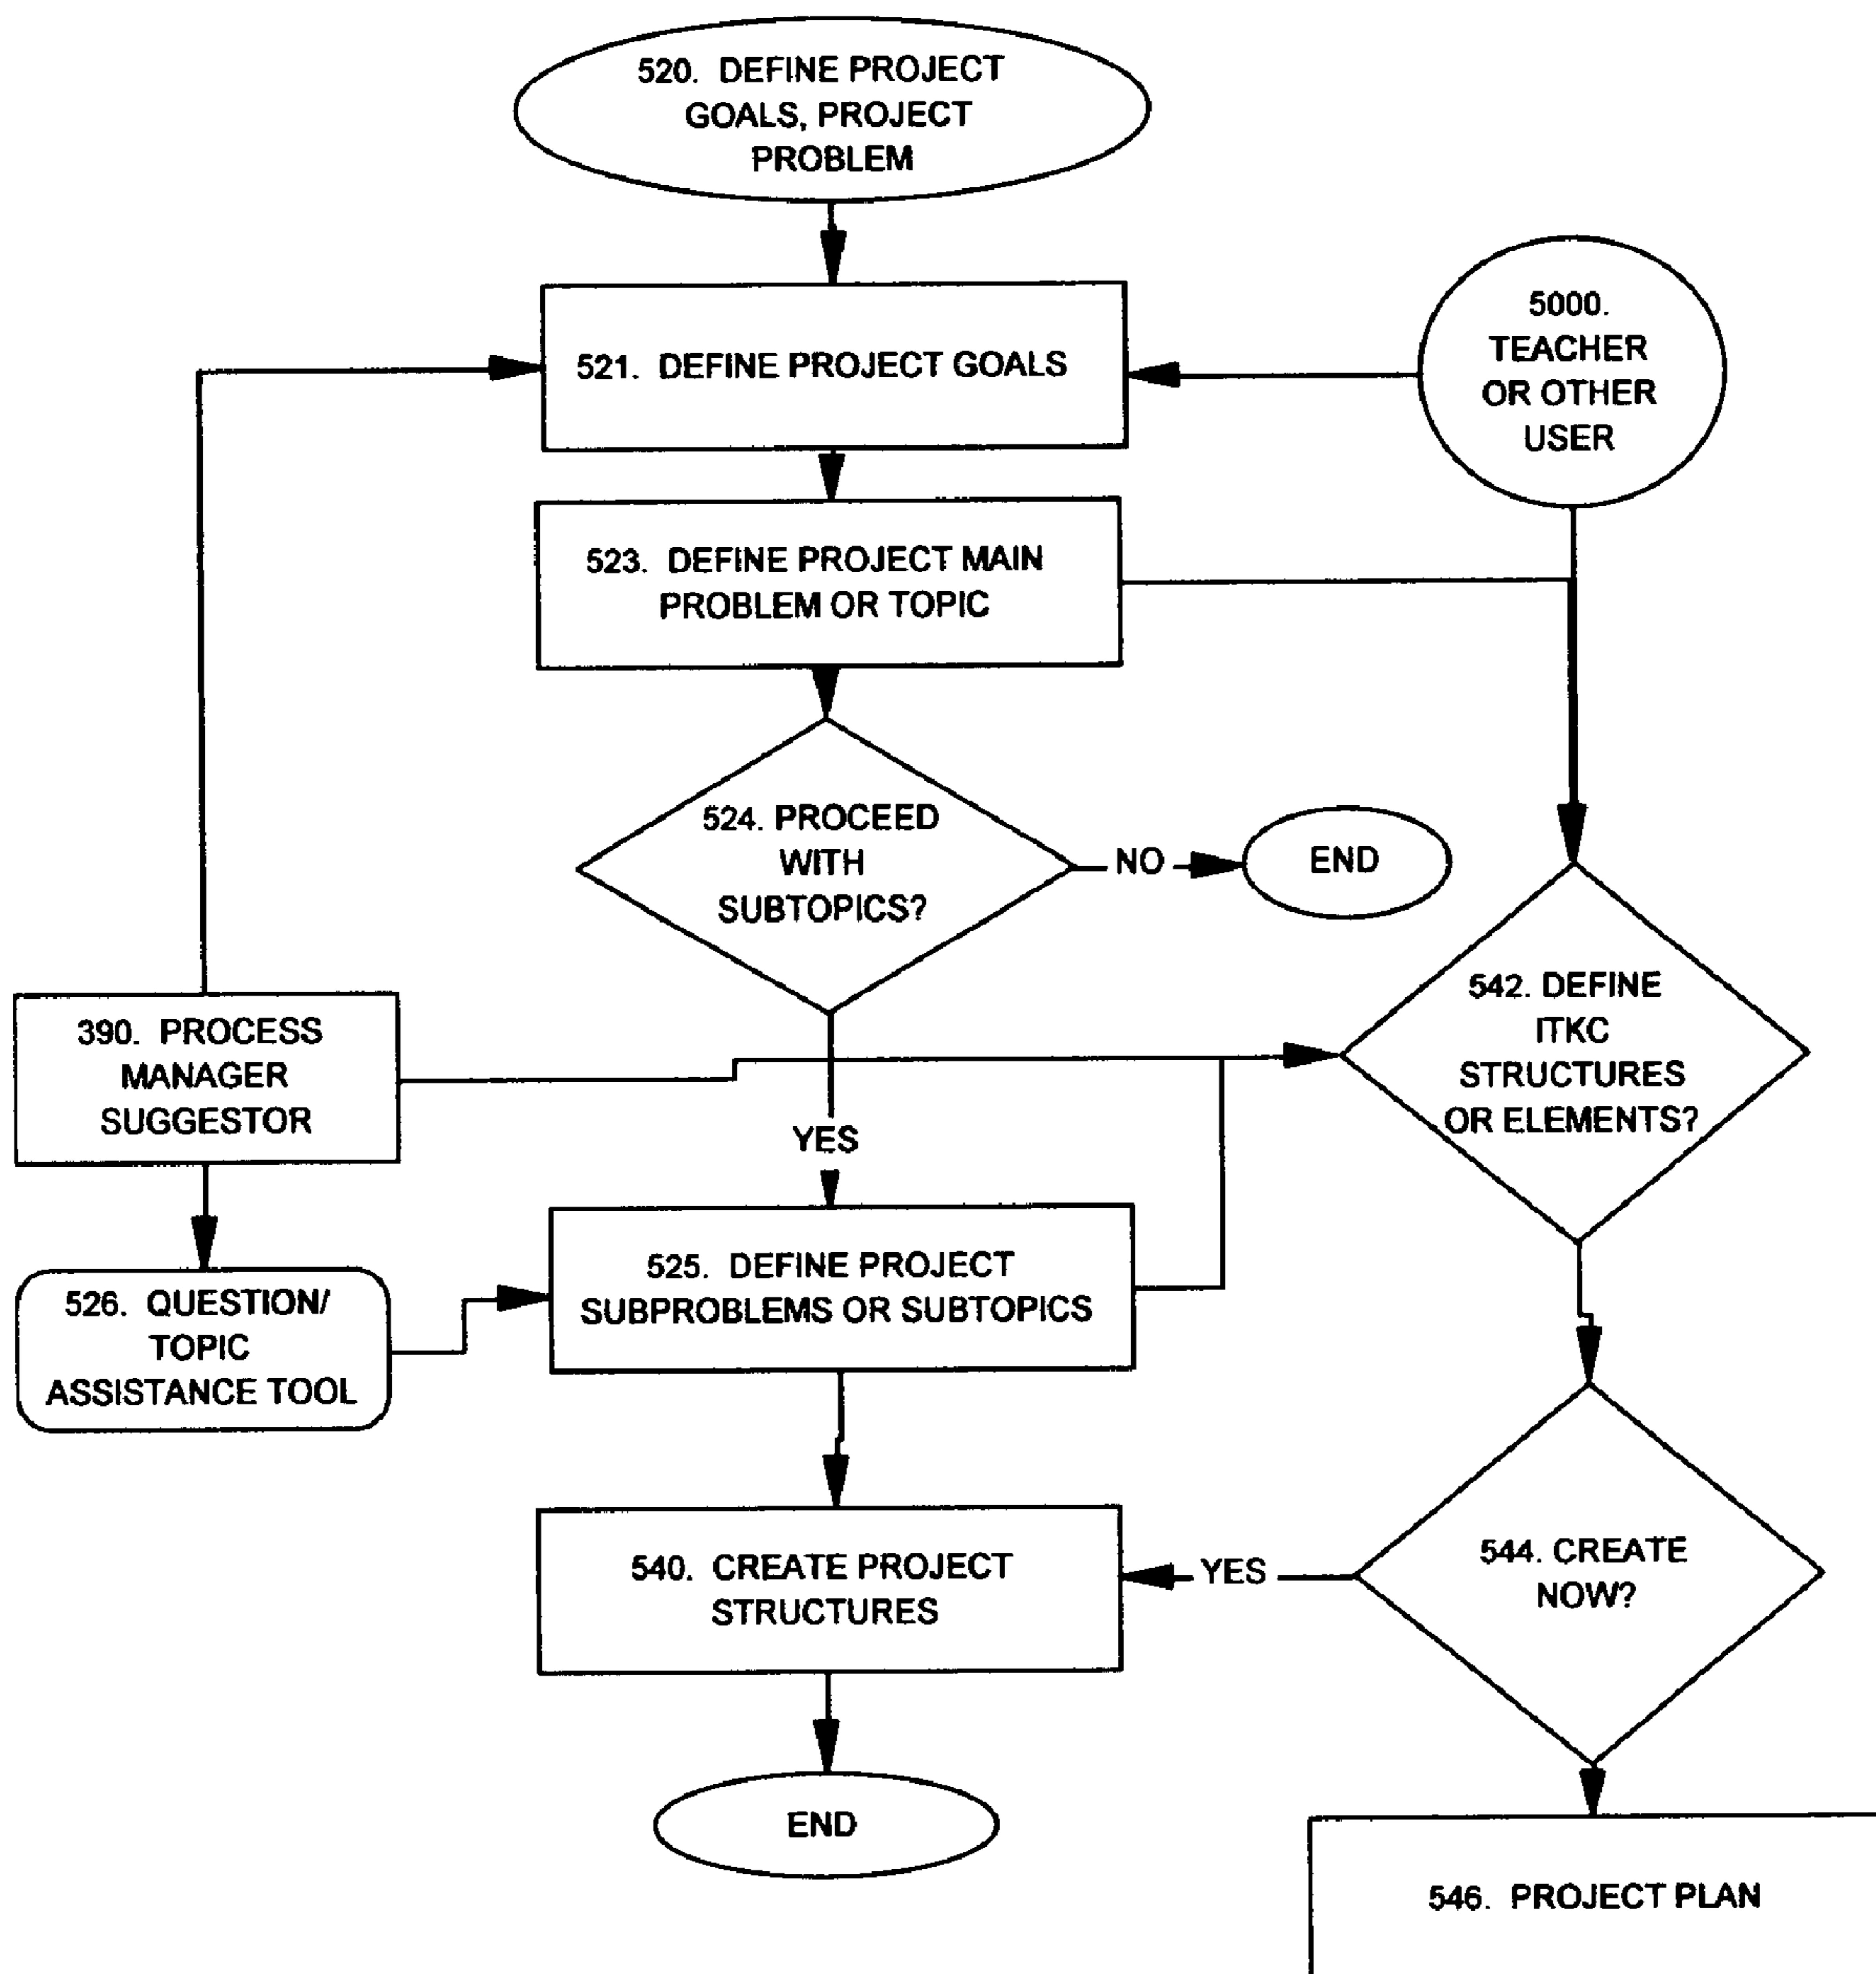 520. DEFINE PROJECT
GOALS, PROJECT
PROBLEM
521. DEFINE PROJECT GOALS
5000.
TEACHER
OR OTHER
USER
523. DEFINE PROJECT MAIN
PROBLEM OR TOPIC
524. PROCEED
WITH
SUBTOPICS?
NO
END
542. DEFINE
ITKC
STRUCTURES
OR ELEMENTS?
390. PROCESS
MANAGER
SUGGESTOR
YES
526. QUESTION/
TOPIC
ASSISTANCE TOOL
525. DEFINE PROJECT
SUBPROBLEMS OR SUBTOPICS
540. CREATE PROJECT
STRUCTURES
YES
544. CREATE
NOW?
END
546. PROJECT PLAN